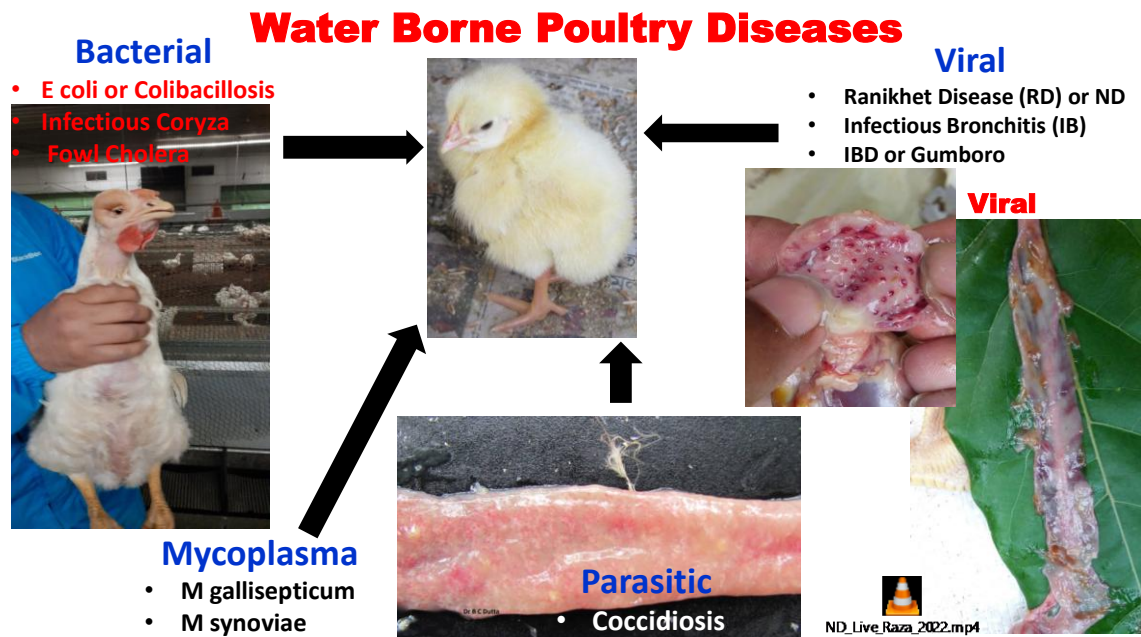 Water Borne Poultry Diseases
Bacterial
• E coli or Colibacillosis
• Infectious Coryza
• Fowl Cholera
Viral
• Ranikhet Disease (RD) or ND
• Infectious Bronchitis (IB)
• IBD or Gumboro
Viral
Mycoplasma
• M gallisepticum
• M synoviae
Parasitic
• Coccidiosis
Dr B C Dutta
ND_Live_Raza_2022.mp4